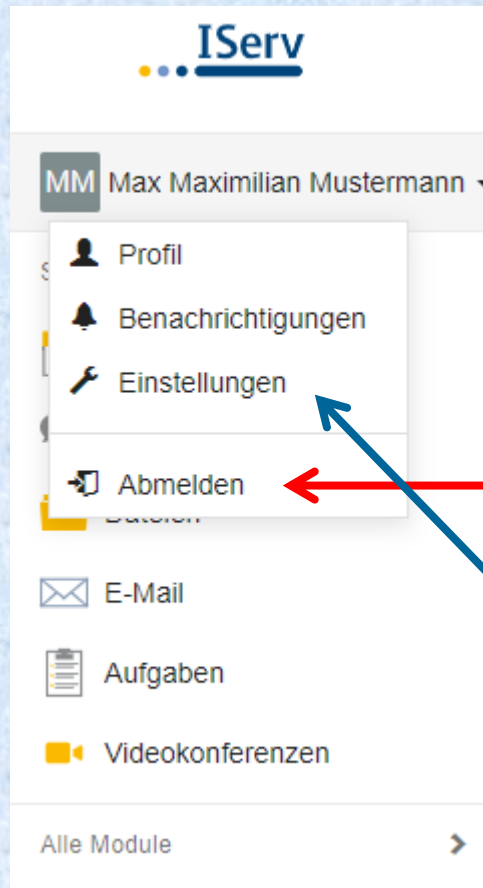 IServ
MM Max Maximilian Mustermann
Profil
Benachrichtigungen
Einstellungen
Abmelden
E-Mail
Aufgaben
Videokonferenzen
Alle Module